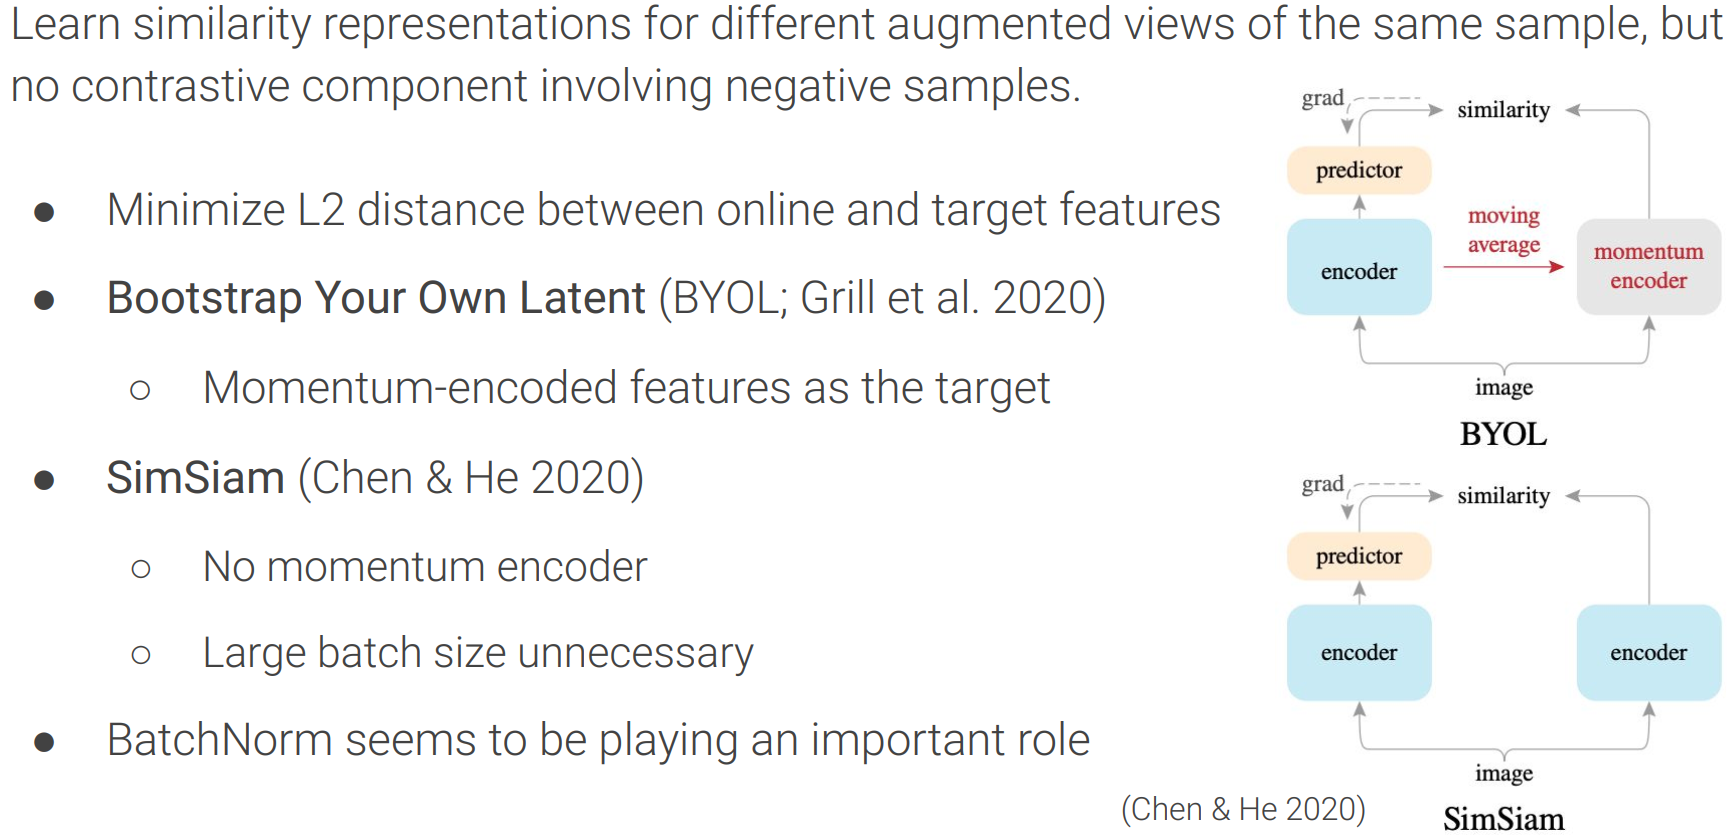 Learn similarity representations for different augmented views of the same sample, but
no contrastive component involving negative samples.
● Minimize L2 distance between online and target features
● Bootstrap Your Own Latent (BYOL; Grill et al. 2020)
○ Momentum-encoded features as the target
● SimSiam (Chen & He 2020)
○ No momentum encoder
○ Large batch size unnecessary
● BatchNorm seems to be playing an important role
grad
similarity
predictor
moving
average
encoder
momentum
encoder
image
BYOL
grad
similarity
predictor
encoder
encoder
image
SimSiam
(Chen & He 2020)